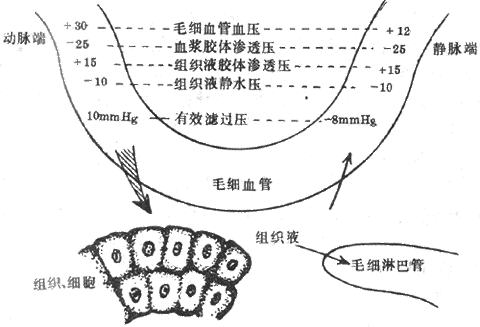 动脉端 +30 毛细血管血压 +12 静脉端
-25 血浆胶体渗透压 -25
+15 组织液胶体渗透压 +15
-10 组织液静水压 -10
10mmHg 有效滤过压 -8mmHg
毛细血管
组织液
组织、细胞
毛细淋巴管